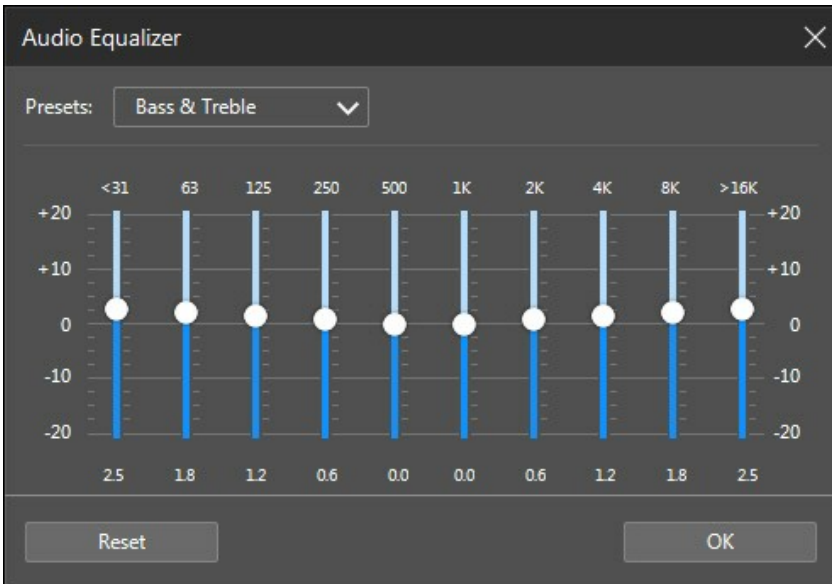 Audio Equalizer
Presets: Bass & Treble
<31 63 125 250 500 1K 2K 4K 8K >16K
+20 +20
+10 +10
0 0
-10 -10
-20 -20
2.5 1.8 1.2 0.6 0.0 0.0 0.6 1.2 1.8 2.5
Reset OK